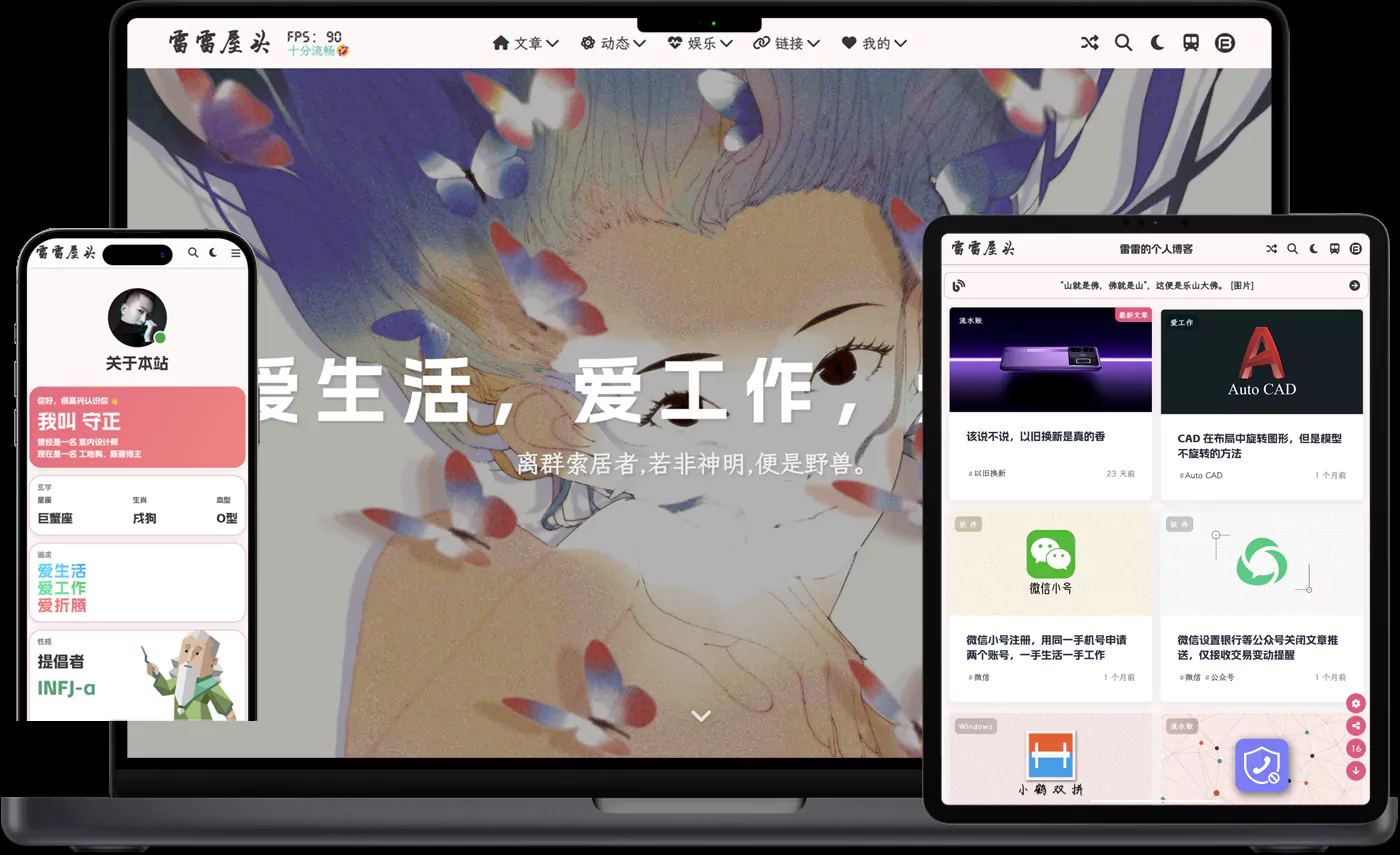 雷雷屋头
FPS: 90
十分流畅🤣
文章 动态 娱乐 链接 我的
爱生活，爱工作，
离群索居者,若非神明,便是野兽。
雷雷屋头
关于本站
你好，很高兴认识你 👋
我叫 守正
曾经是一名 室内设计师
现在是一名 工地狗、新晋博主
玄学
星座 生肖 血型
巨蟹座 戌狗 O型
追求
爱生活
爱工作
爱折腾
性格
提倡者
INFJ-α
雷雷屋头
雷雷的个人博客
“山就是佛，佛就是山”，这便是乐山大佛。 [图片]
流水账
最新文章
该说不说，以旧换新是真的香
#以旧换新 23 天前
爱工作
Auto CAD
CAD 在布局中旋转图形，但是模型
不旋转的方法
#Auto CAD 1 个月前
软件
微信小号
微信小号注册，用同一手机号申请
两个账号，一手生活一手工作
#微信 1 个月前
软件
微信设置银行等公众号关闭文章推
送，仅接收交易变动提醒
#微信 #公众号 1 个月前
Windows
小鹤双拼
流水账
16